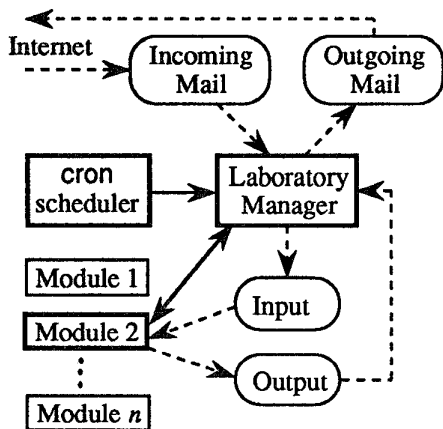 Internet
Incoming
Mail
Outgoing
Mail
cron
scheduler
Laboratory
Manager
Module 1
Input
Module 2
Output
Module n